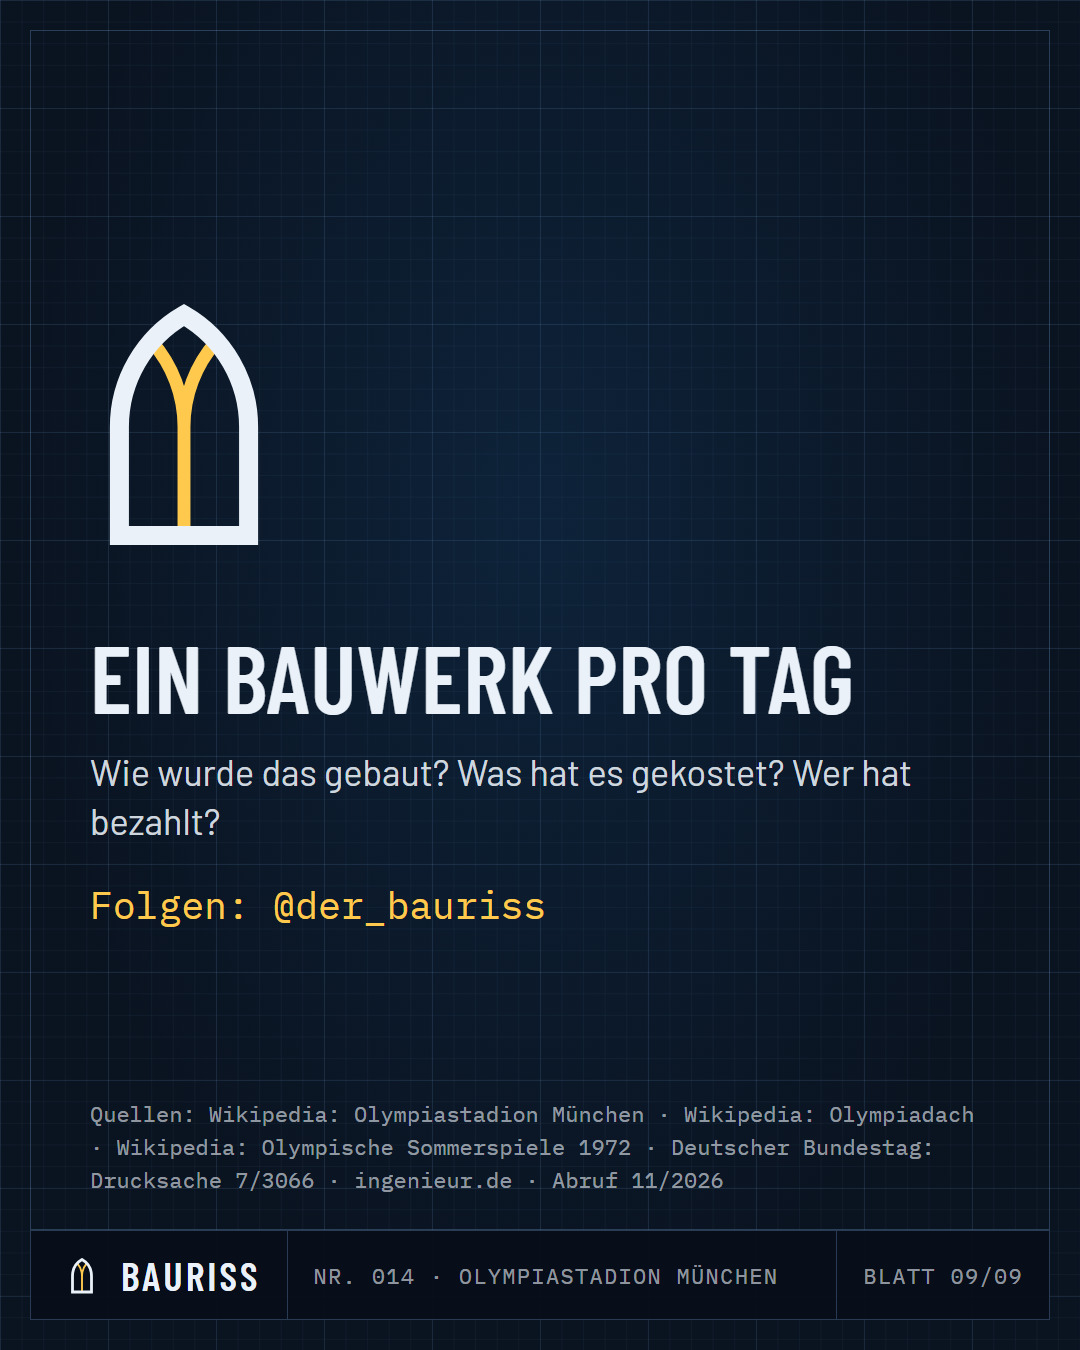 EIN BAUWERK PRO TAG
Wie wurde das gebaut? Was hat es gekostet? Wer hat
bezahlt?
Folgen: @der_bauriss
Quellen: Wikipedia: Olympiastadion München · Wikipedia: Olympiadach
· Wikipedia: Olympische Sommerspiele 1972 · Deutscher Bundestag:
Drucksache 7/3066 · ingenieur.de · Abruf 11/2026
BAURISS
NR. 014 · OLYMPIASTADION MÜNCHEN
BLATT 09/09